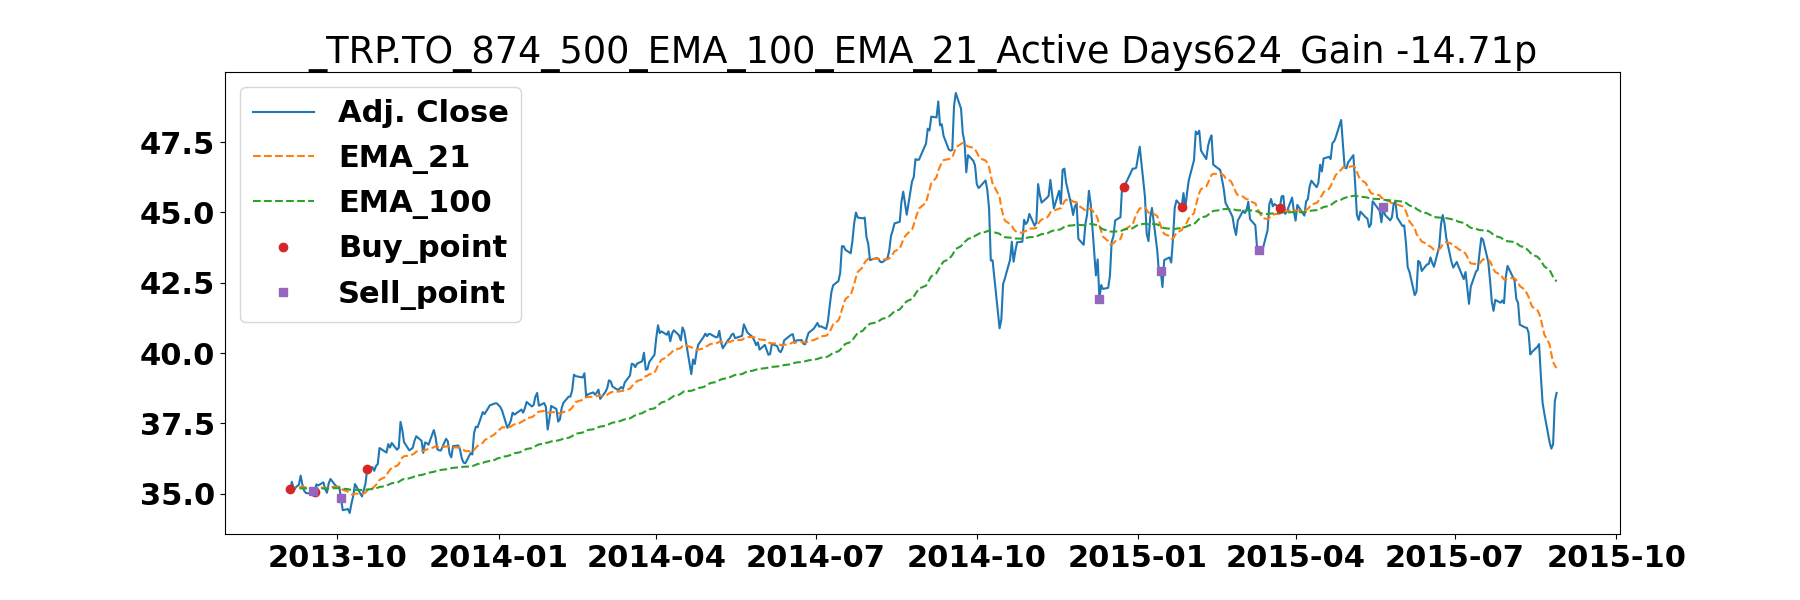 _TRP.TO_874_500_EMA_100_EMA_21_Active Days624_Gain -14.71p
Adj. Close
EMA_21
EMA_100
Buy_point
Sell_point
47.5
45.0
42.5
40.0
37.5
35.0
2013-10 2014-01 2014-04 2014-07 2014-10 2015-01 2015-04 2015-07 2015-10